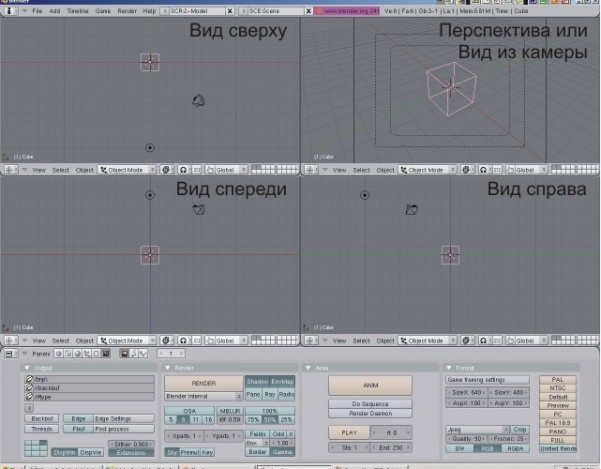 Blender
File Add Timeline Game Render Help SCR:2-Model SCE:Scene www.blender.org 241 Ve:8 | Fa:6 | Ob:3-1 | La:1 | Mem:0.81M | Time: | Cube
Вид сверху
Перспектива или
Вид из камеры
(1) Cube
(1) Cube
View Select Object Object Mode Global
View Select Object Object Mode Global
Вид спереди
Вид справа
(1) Cube
(1) Cube
View Select Object Object Mode Global
View Select Object Object Mode Global
Panels 1
Output Render Anim Format
/tmp\
//backbuf
//ftype
Backbuf Edge Edge Settings
Threads Fbuf Post process
DispWin DispVie Extensions
Dither: 0.000
RENDER
Blender Internal
Shadow EnvMap
Pano Ray Radio
OSA MBLUR 100%
5 8 11 16 Bf: 0.50 75% 50% 25%
Xparts: 1 Yparts: 1 Fields Odd X
1.00
Sky Premul Key Border Gamma
ANIM
Do Sequence
Render Daemon
PLAY rt: 0
Sta: 1 End: 250
Game framing settings
SizeX: 640 SizeY: 480
AspX: 100 AspY: 100
Jpeg Crop
Quality: 90 Frs/sec: 25
BW RGB RGBA
PAL
NTSC
Default
Preview
PC
PAL 16:9
PANO
FULL
Unified Render